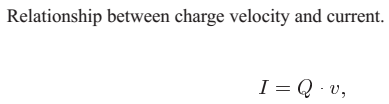 Relationship between charge velocity and current.
I = Q · v,